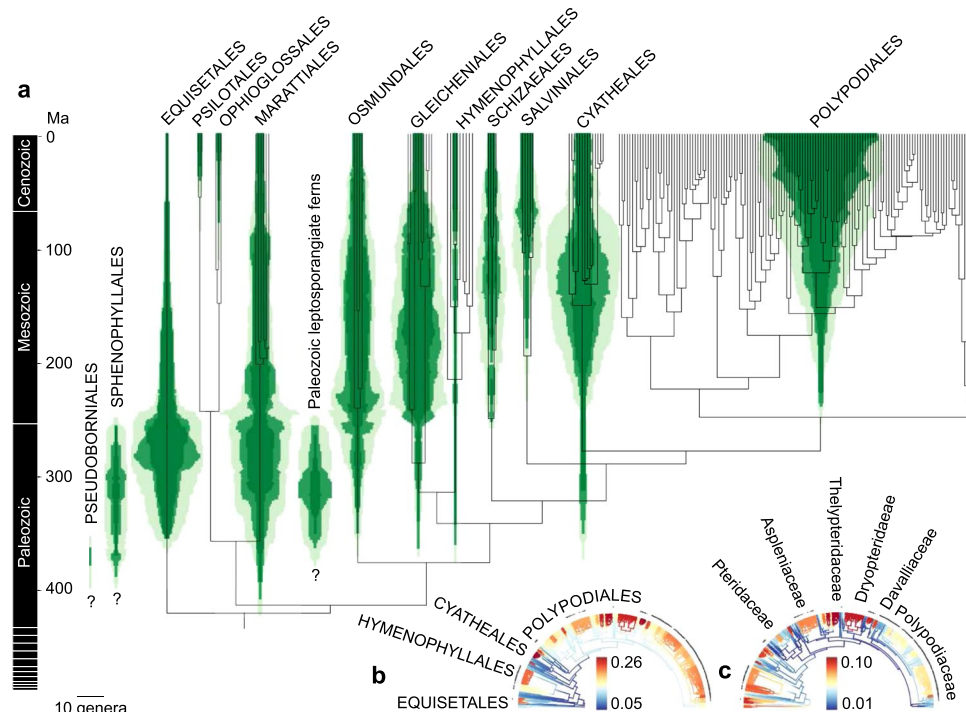 a
Ma
0
100
200
300
400
Cenozoic
Mesozoic
Paleozoic
PSEUDOBORNIALES
SPHENOPHYLLALES
EQUISETALES
PSILOTALES
OPHIOGLOSSALES
MARATTIALES
Paleozoic leptosporangiate ferns
OSMUNDALES
GLEICHENIALES
HYMENOPHYLLALES
SCHIZAEALES
SALVINIALES
CYATHEALES
POLYPODIALES
?
?
?
10 genera
b
EQUISETALES
HYMENOPHYLLALES
CYATHEALES
POLYPODIALES
0.26
0.05
c
Pteridaceae
Aspleniaceae
Thelypteridaceae
Dryopteridaeae
Davalliaceae
Polypodiaceae
0.10
0.01